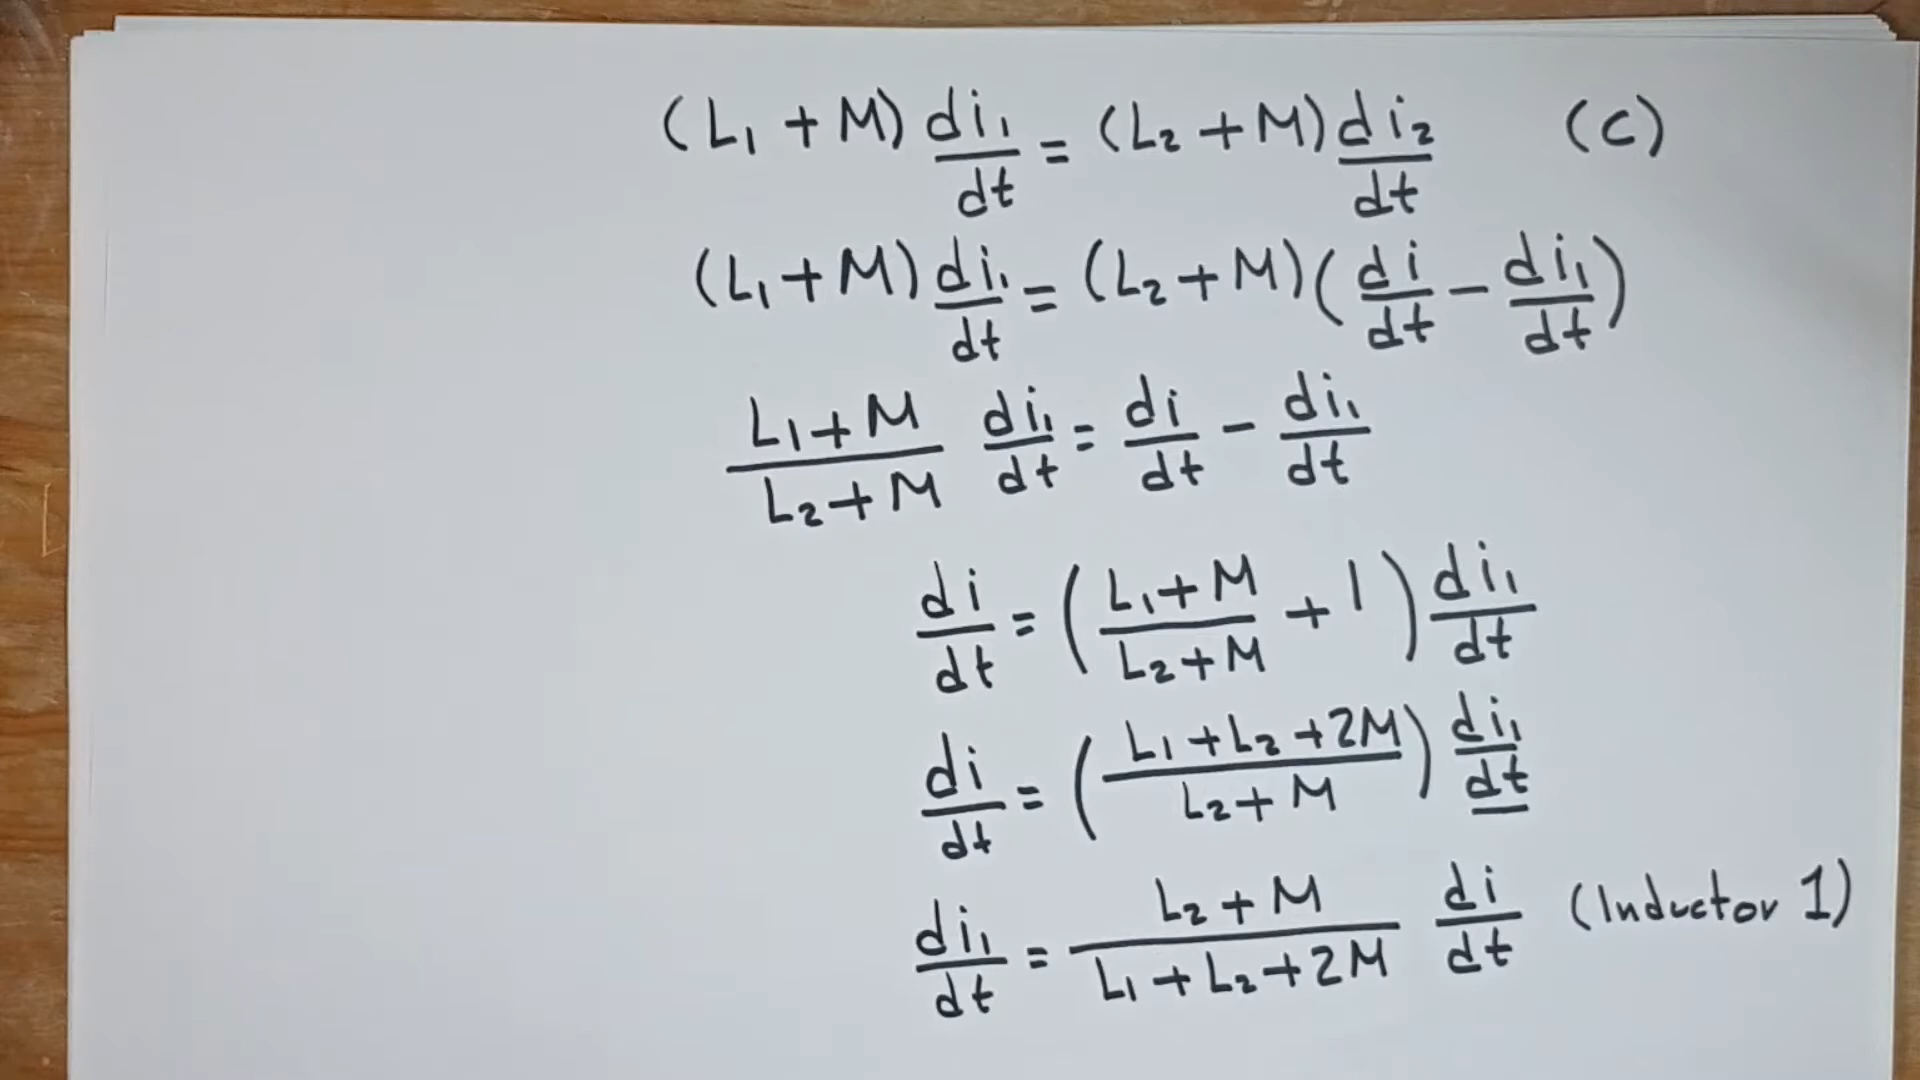 (L₁ + M) di₁/dt = (L₂ + M) di₂/dt (C)
(L₁ + M) di₁/dt = (L₂ + M)(di/dt − di₁/dt)
L₁+M/L₂+M di₁/dt = di/dt − di₁/dt
di/dt = (L₁+M/L₂+M + 1) di₁/dt
di/dt = (L₁+L₂+2M/L₂+M) di₁/dt
di₁/dt = L₂+M/L₁+L₂+2M di/dt (Inductor 1)